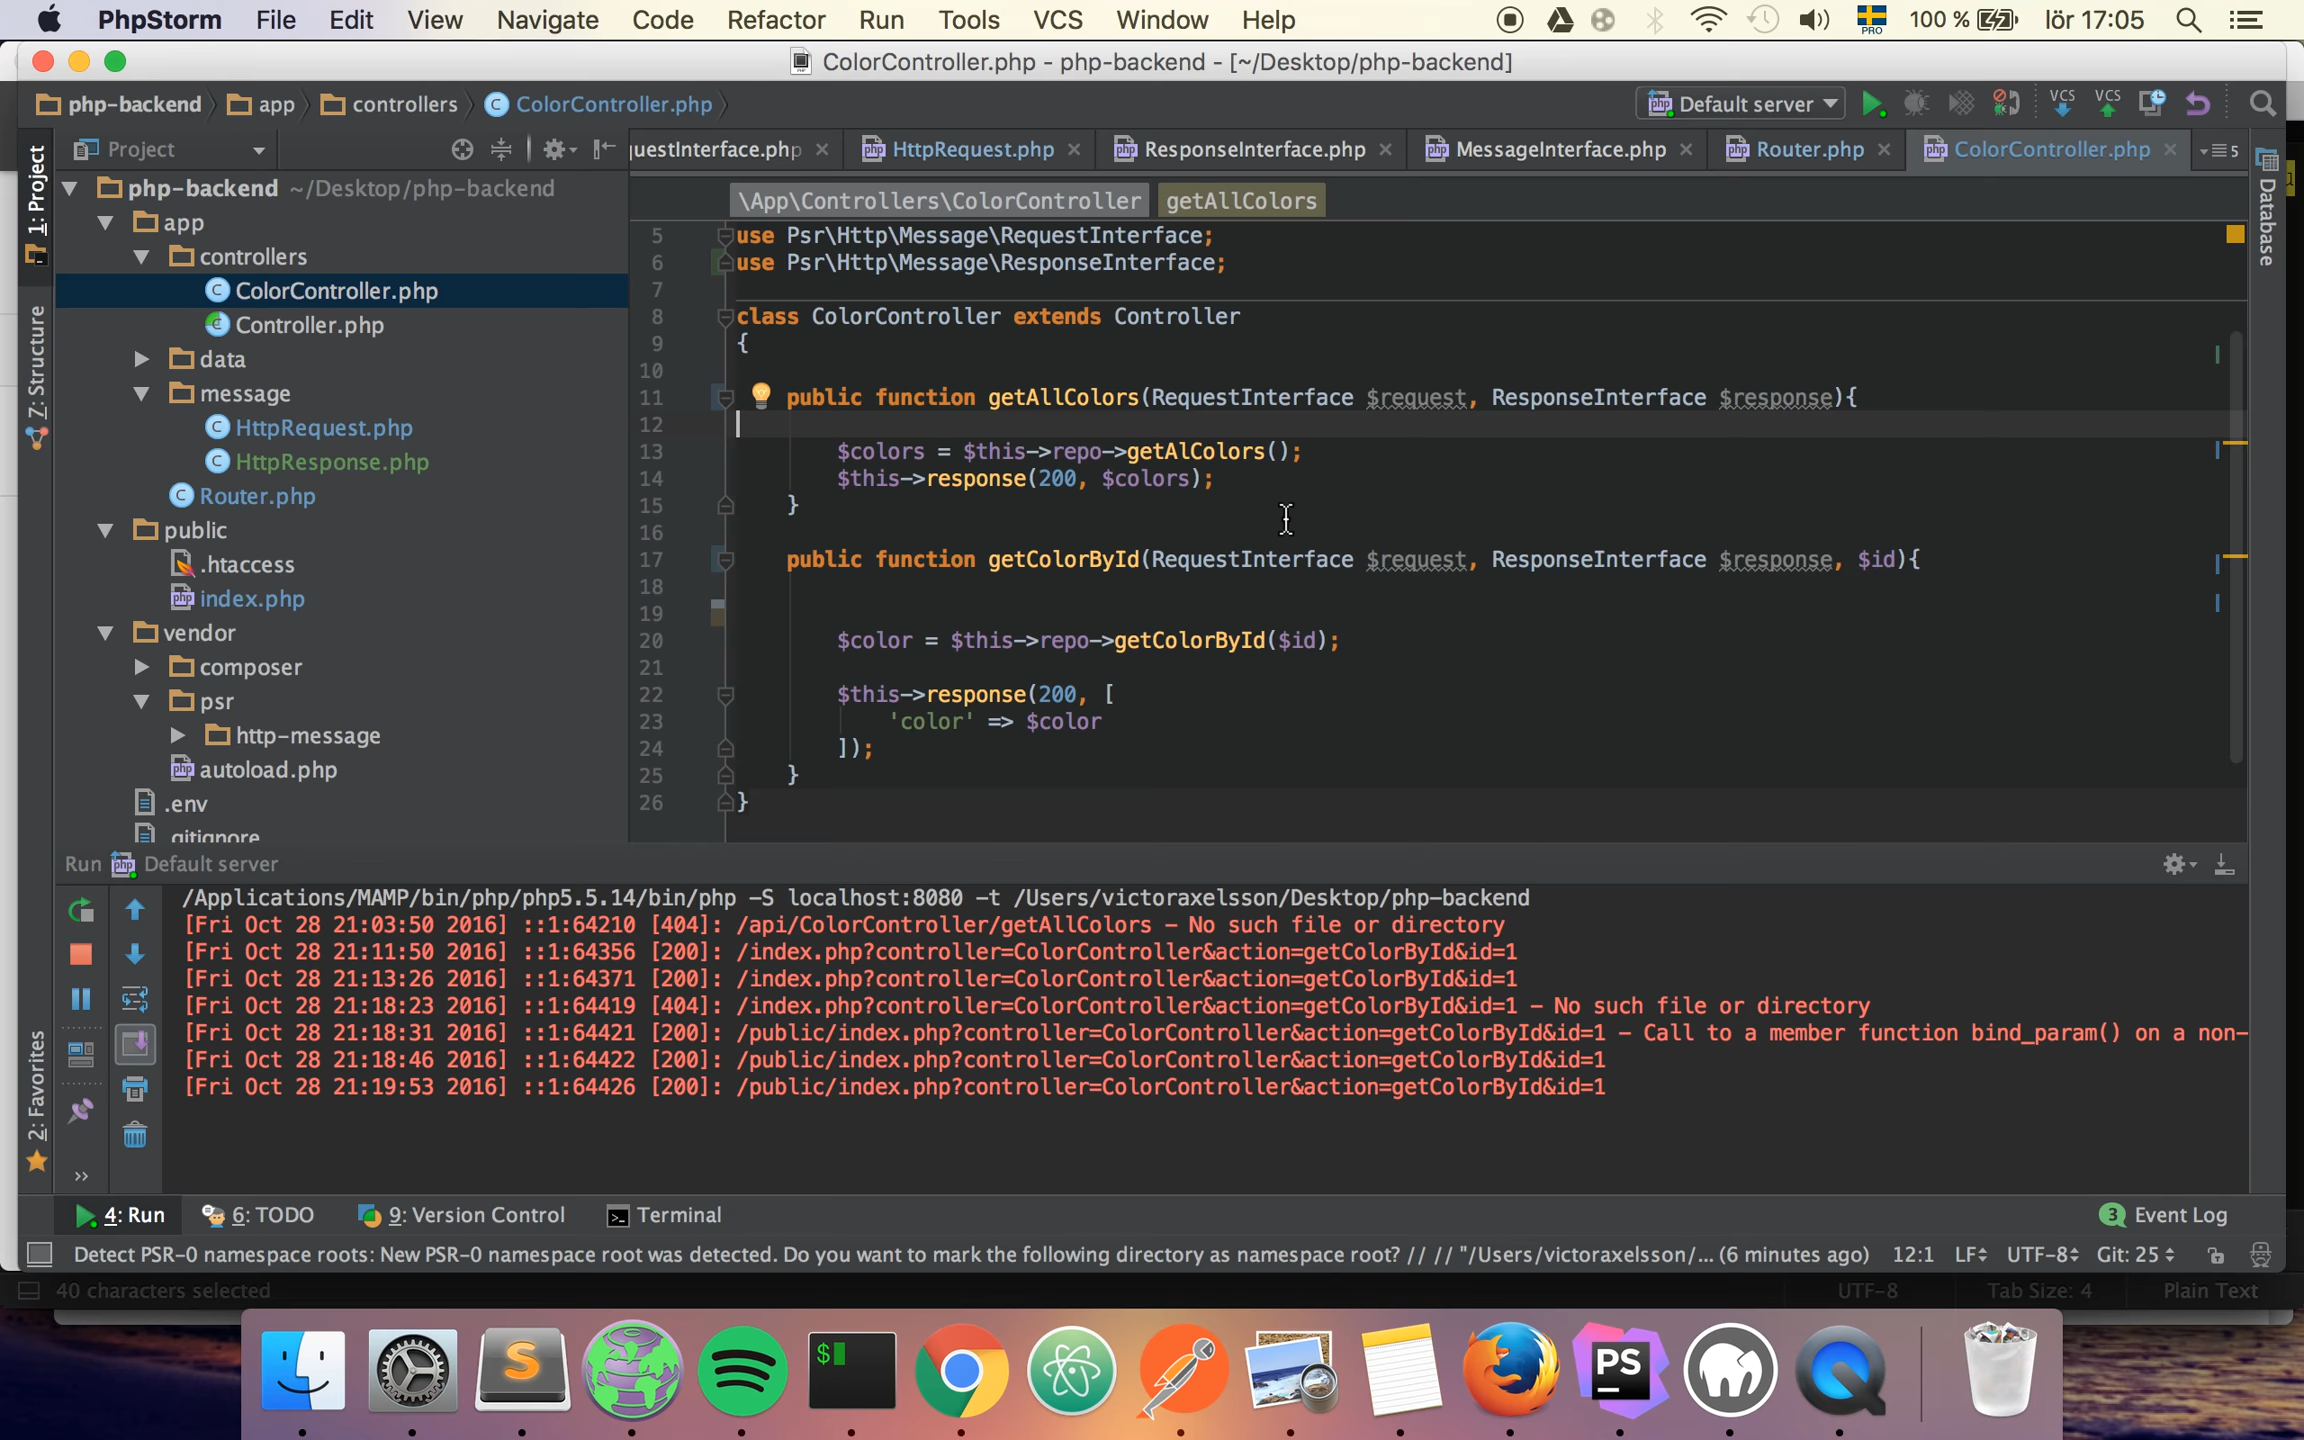 PhpStorm File Edit View Navigate Code Refactor Run Tools VCS Window Help PRO 100 % lör 17:05
ColorController.php - php-backend - [~/Desktop/php-backend]
php-backend app controllers ColorController.php Default server VCS VCS
1: Project
Z: Structure
2: Favorites
Database
Project
questInterface.php HttpRequest.php ResponseInterface.php MessageInterface.php Router.php ColorController.php 5
php-backend ~/Desktop/php-backend
app
controllers
ColorController.php
Controller.php
data
message
HttpRequest.php
HttpResponse.php
Router.php
public
.htaccess
index.php
vendor
composer
psr
http-message
autoload.php
.env
.gitignore
\App\Controllers\ColorController getAllColors
5 use Psr\Http\Message\RequestInterface;
6 use Psr\Http\Message\ResponseInterface;
7
8 class ColorController extends Controller
9 {
10
11 public function getAllColors(RequestInterface $request, ResponseInterface $response){
12
13 $colors = $this->repo->getAlColors();
14 $this->response(200, $colors);
15 }
16
17 public function getColorById(RequestInterface $request, ResponseInterface $response, $id){
18
19
20 $color = $this->repo->getColorById($id);
21
22 $this->response(200, [
23 'color' => $color
24 ]);
25 }
26 }
Run Default server
/Applications/MAMP/bin/php/php5.5.14/bin/php -S localhost:8080 -t /Users/victoraxelsson/Desktop/php-backend
[Fri Oct 28 21:03:50 2016] ::1:64210 [404]: /api/ColorController/getAllColors - No such file or directory
[Fri Oct 28 21:11:50 2016] ::1:64356 [200]: /index.php?controller=ColorController&action=getColorById&id=1
[Fri Oct 28 21:13:26 2016] ::1:64371 [200]: /index.php?controller=ColorController&action=getColorById&id=1
[Fri Oct 28 21:18:23 2016] ::1:64419 [404]: /index.php?controller=ColorController&action=getColorById&id=1 - No such file or directory
[Fri Oct 28 21:18:31 2016] ::1:64421 [200]: /public/index.php?controller=ColorController&action=getColorById&id=1 - Call to a member function bind_param() on a non-
[Fri Oct 28 21:18:46 2016] ::1:64422 [200]: /public/index.php?controller=ColorController&action=getColorById&id=1
[Fri Oct 28 21:19:53 2016] ::1:64426 [200]: /public/index.php?controller=ColorController&action=getColorById&id=1
4: Run 6: TODO 9: Version Control Terminal 3 Event Log
Detect PSR-0 namespace roots: New PSR-0 namespace root was detected. Do you want to mark the following directory as namespace root? // // "/Users/victoraxelsson/... (6 minutes ago) 12:1 LF UTF-8 Git: 25
40 characters selected UTF-8 Tab Size: 4 Plain Text
S $ PS